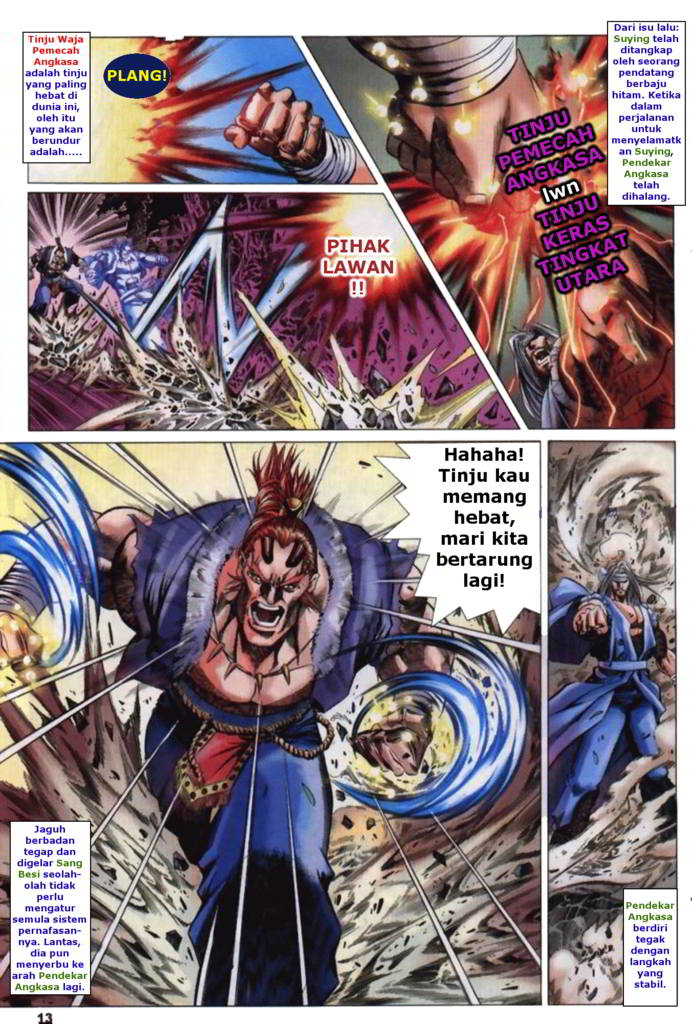 Tinju Waja
Pemecah
Angkasa
adalah tinju
yang paling
hebat di
dunia ini,
oleh itu
yang akan
berundur
adalah.....
PLANG!
Dari isu lalu:
Suying telah
ditangkap
oleh seorang
pendatang
berbaju
hitam. Ketika
dalam
perjalanan
untuk
menyelamatk
an Suying,
Pendekar
Angkasa
telah
dihalang.
TINJU
PEMECAH
ANGKASA
lwn
TINJU
KERAS
TINGKAT
UTARA
PIHAK
LAWAN
!!
Hahaha!
Tinju kau
memang
hebat,
mari kita
bertarung
lagi!
Jaguh
berbadan
tegap dan
digelar Sang
Besi seolah-
olah tidak
perlu
mengatur
semula sistem
pernafasan-
nya. Lantas,
dia pun
menyerbu ke
arah Pendekar
Angkasa lagi.
Pendekar
Angkasa
berdiri
tegak
dengan
langkah
yang
stabil.
13